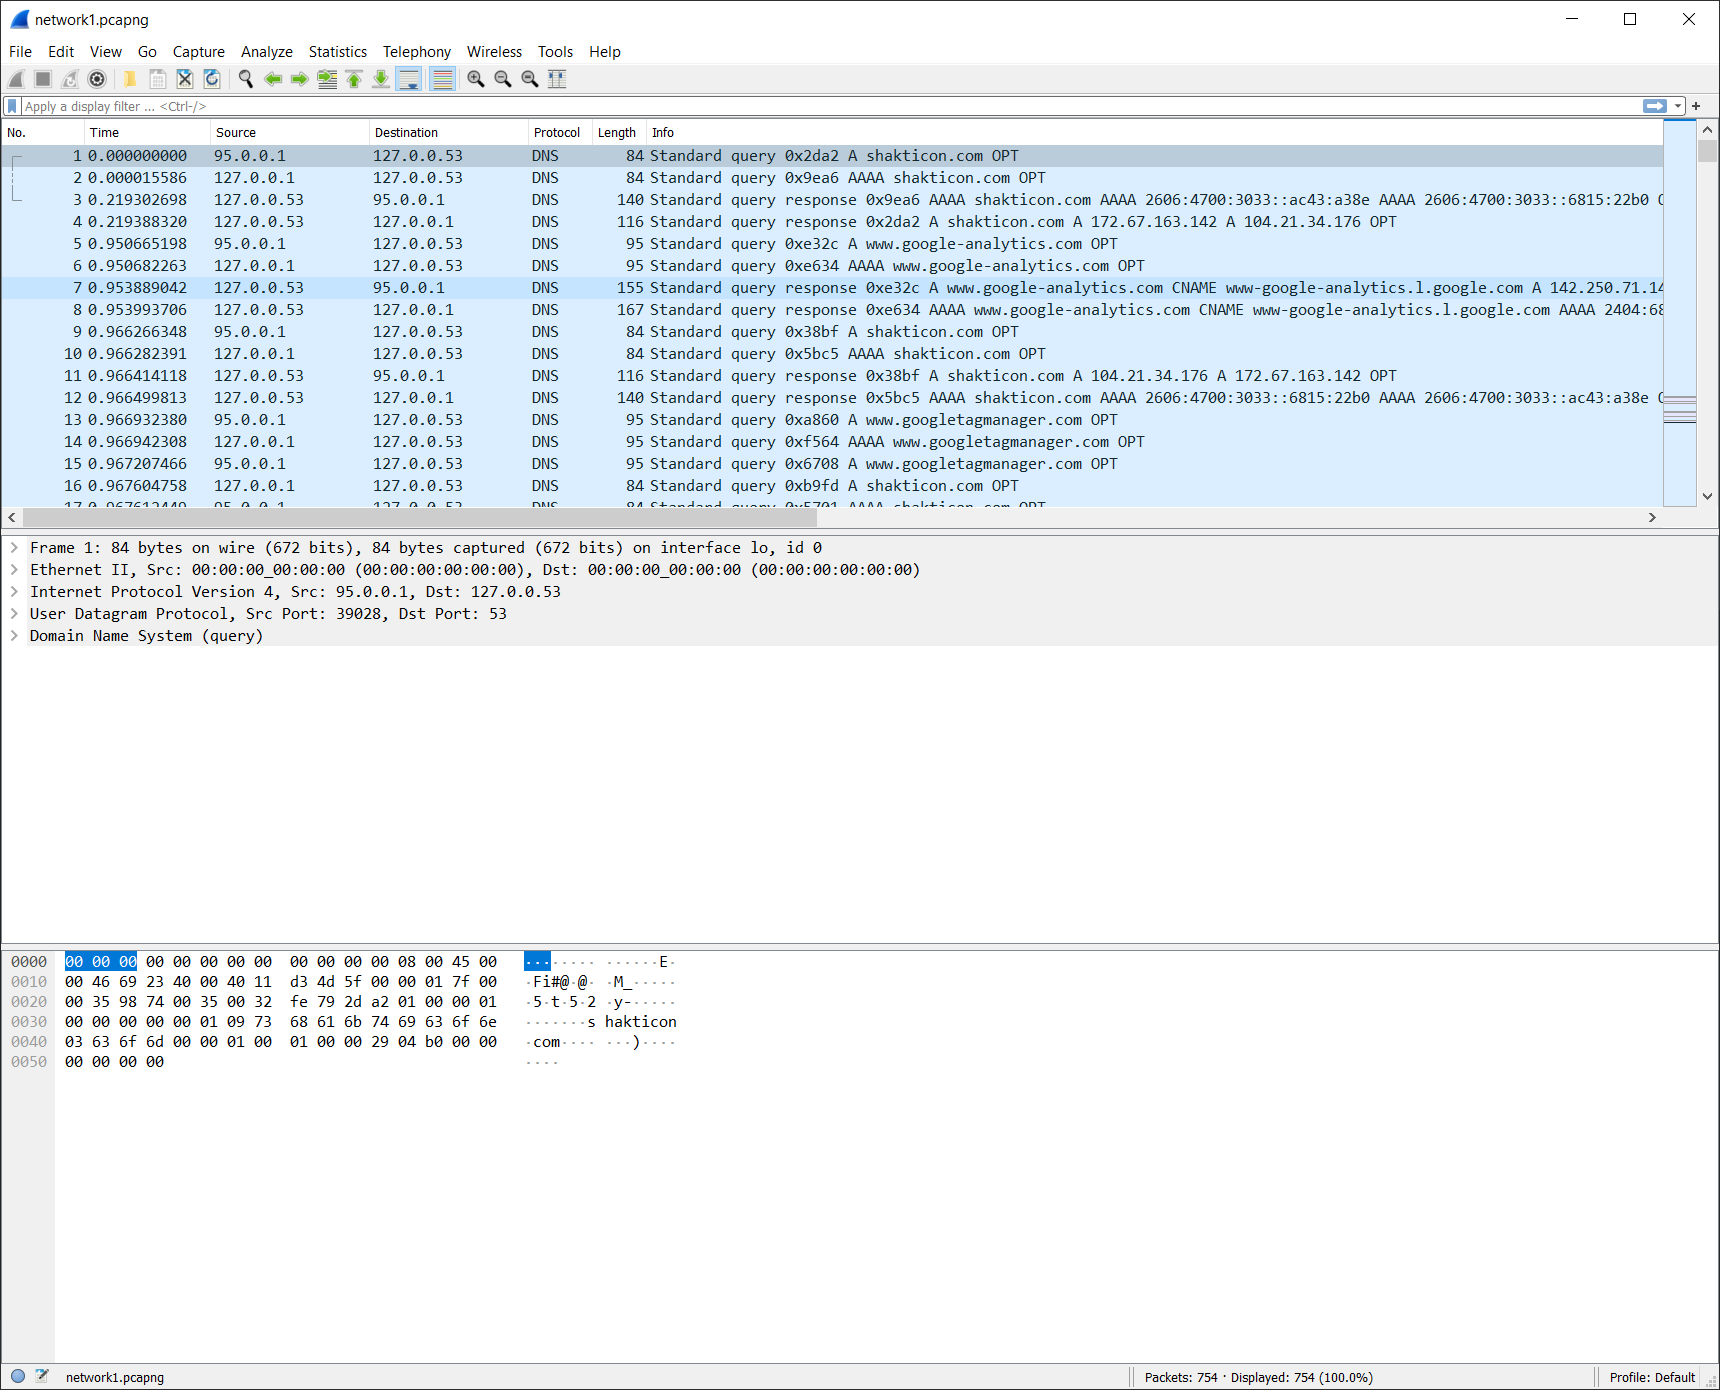 network1.pcapng
File Edit View Go Capture Analyze Statistics Telephony Wireless Tools Help
Apply a display filter ... <Ctrl-/>
No. Time Source Destination Protocol Length Info
1 0.000000000 95.0.0.1 127.0.0.53 DNS 84 Standard query 0x2da2 A shakticon.com OPT
2 0.000015586 127.0.0.1 127.0.0.53 DNS 84 Standard query 0x9ea6 AAAA shakticon.com OPT
3 0.219302698 127.0.0.53 95.0.0.1 DNS 140 Standard query response 0x9ea6 AAAA shakticon.com AAAA 2606:4700:3033::ac43:a38e AAAA 2606:4700:3033::6815:22b0
4 0.219388320 127.0.0.53 127.0.0.1 DNS 116 Standard query response 0x2da2 A shakticon.com A 172.67.163.142 A 104.21.34.176 OPT
5 0.950665198 95.0.0.1 127.0.0.53 DNS 95 Standard query 0xe32c A www.google-analytics.com OPT
6 0.950682263 127.0.0.1 127.0.0.53 DNS 95 Standard query 0xe634 AAAA www.google-analytics.com OPT
7 0.953889042 127.0.0.53 95.0.0.1 DNS 155 Standard query response 0xe32c A www.google-analytics.com CNAME www-google-analytics.l.google.com A 142.250.71.14
8 0.953993706 127.0.0.53 127.0.0.1 DNS 167 Standard query response 0xe634 AAAA www.google-analytics.com CNAME www-google-analytics.l.google.com AAAA 2404:68
9 0.966266348 95.0.0.1 127.0.0.53 DNS 84 Standard query 0x38bf A shakticon.com OPT
10 0.966282391 127.0.0.1 127.0.0.53 DNS 84 Standard query 0x5bc5 AAAA shakticon.com OPT
11 0.966414118 127.0.0.53 95.0.0.1 DNS 116 Standard query response 0x38bf A shakticon.com A 104.21.34.176 A 172.67.163.142 OPT
12 0.966499813 127.0.0.53 127.0.0.1 DNS 140 Standard query response 0x5bc5 AAAA shakticon.com AAAA 2606:4700:3033::6815:22b0 AAAA 2606:4700:3033::ac43:a38e
13 0.966932380 95.0.0.1 127.0.0.53 DNS 95 Standard query 0xa860 A www.googletagmanager.com OPT
14 0.966942308 127.0.0.1 127.0.0.53 DNS 95 Standard query 0xf564 AAAA www.googletagmanager.com OPT
15 0.967207466 95.0.0.1 127.0.0.53 DNS 95 Standard query 0x6708 A www.googletagmanager.com OPT
16 0.967604758 127.0.0.1 127.0.0.53 DNS 84 Standard query 0xb9fd A shakticon.com OPT
Frame 1: 84 bytes on wire (672 bits), 84 bytes captured (672 bits) on interface lo, id 0
Ethernet II, Src: 00:00:00_00:00:00 (00:00:00:00:00:00), Dst: 00:00:00_00:00:00 (00:00:00:00:00:00)
Internet Protocol Version 4, Src: 95.0.0.1, Dst: 127.0.0.53
User Datagram Protocol, Src Port: 39028, Dst Port: 53
Domain Name System (query)
0000 00 00 00 00 00 00 00 00 00 00 00 00 08 00 45 00 ········ ······E·
0010 00 46 69 23 40 00 40 11 d3 4d 5f 00 00 01 7f 00 ·Fi#@·@· ·M_·····
0020 00 35 98 74 00 35 00 32 fe 79 2d a2 01 00 00 01 ·5·t·5·2 ·y-·····
0030 00 00 00 00 00 01 09 73 68 61 6b 74 69 63 6f 6e ·······s hakticon
0040 03 63 6f 6d 00 00 01 00 01 00 00 29 04 b0 00 00 ·com···· ···)····
0050 00 00 00 00 ····
network1.pcapng
Packets: 754 · Displayed: 754 (100.0%)
Profile: Default